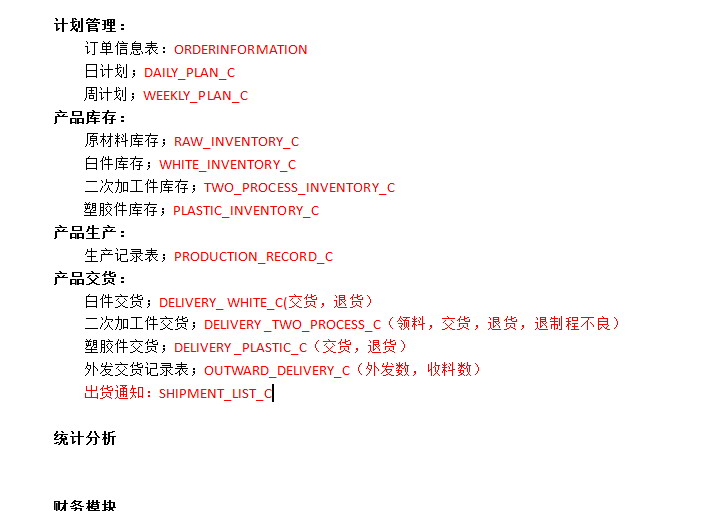 计划管理：
订单信息表：ORDERINFORMATION
日计划；DAILY_PLAN_C
周计划；WEEKLY_PLAN_C
产品库存：
原材料库存；RAW_INVENTORY_C
白件库存；WHITE_INVENTORY_C
二次加工件库存；TWO_PROCESS_INVENTORY_C
塑胶件库存；PLASTIC_INVENTORY_C
产品生产：
生产记录表；PRODUCTION_RECORD_C
产品交货：
白件交货；DELIVERY_ WHITE_C(交货，退货）
二次加工件交货；DELIVERY _TWO_PROCESS_C（领料，交货，退货，退制程不良）
塑胶件交货；DELIVERY _PLASTIC_C（交货，退货）
外发交货记录表；OUTWARD_DELIVERY_C（外发数，收料数）
出货通知：SHIPMENT_LIST_C
统计分析
财务模块